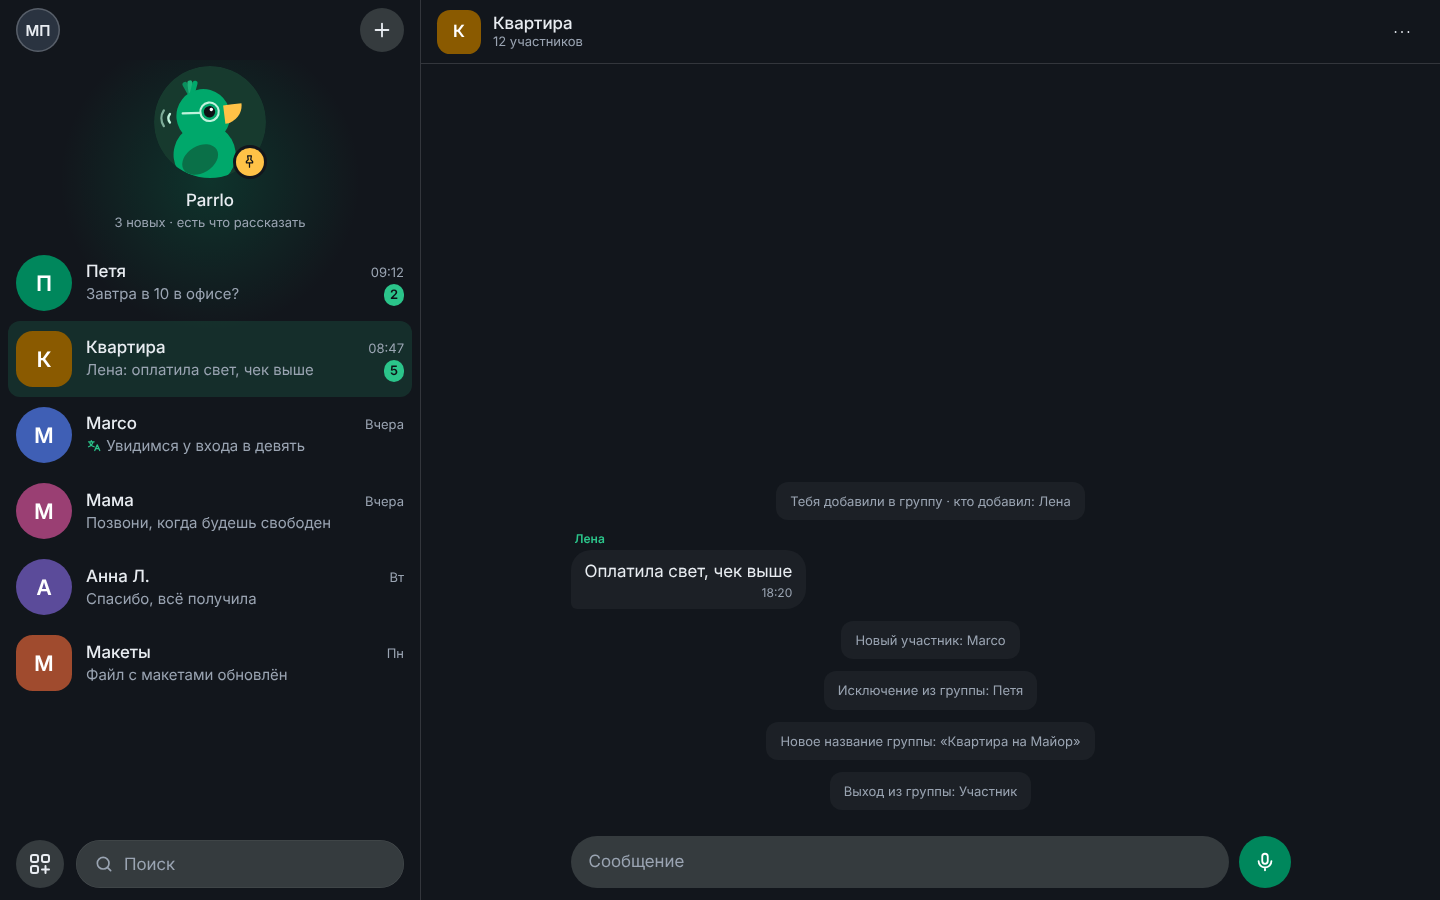 МП
Parrlo
3 новых · есть что рассказать
П
Петя
09:12
Завтра в 10 в офисе?
2
К
Квартира
08:47
Лена: оплатила свет, чек выше
5
M
Marco
Вчера
Увидимся у входа в девять
М
Мама
Вчера
Позвони, когда будешь свободен
А
Анна Л.
Вт
Спасибо, всё получила
М
Макеты
Пн
Файл с макетами обновлён
Поиск
К
Квартира
12 участников
Тебя добавили в группу · кто добавил: Лена
Лена
Оплатила свет, чек выше
18:20
Новый участник: Marco
Исключение из группы: Петя
Новое название группы: «Квартира на Майор»
Выход из группы: Участник
Сообщение